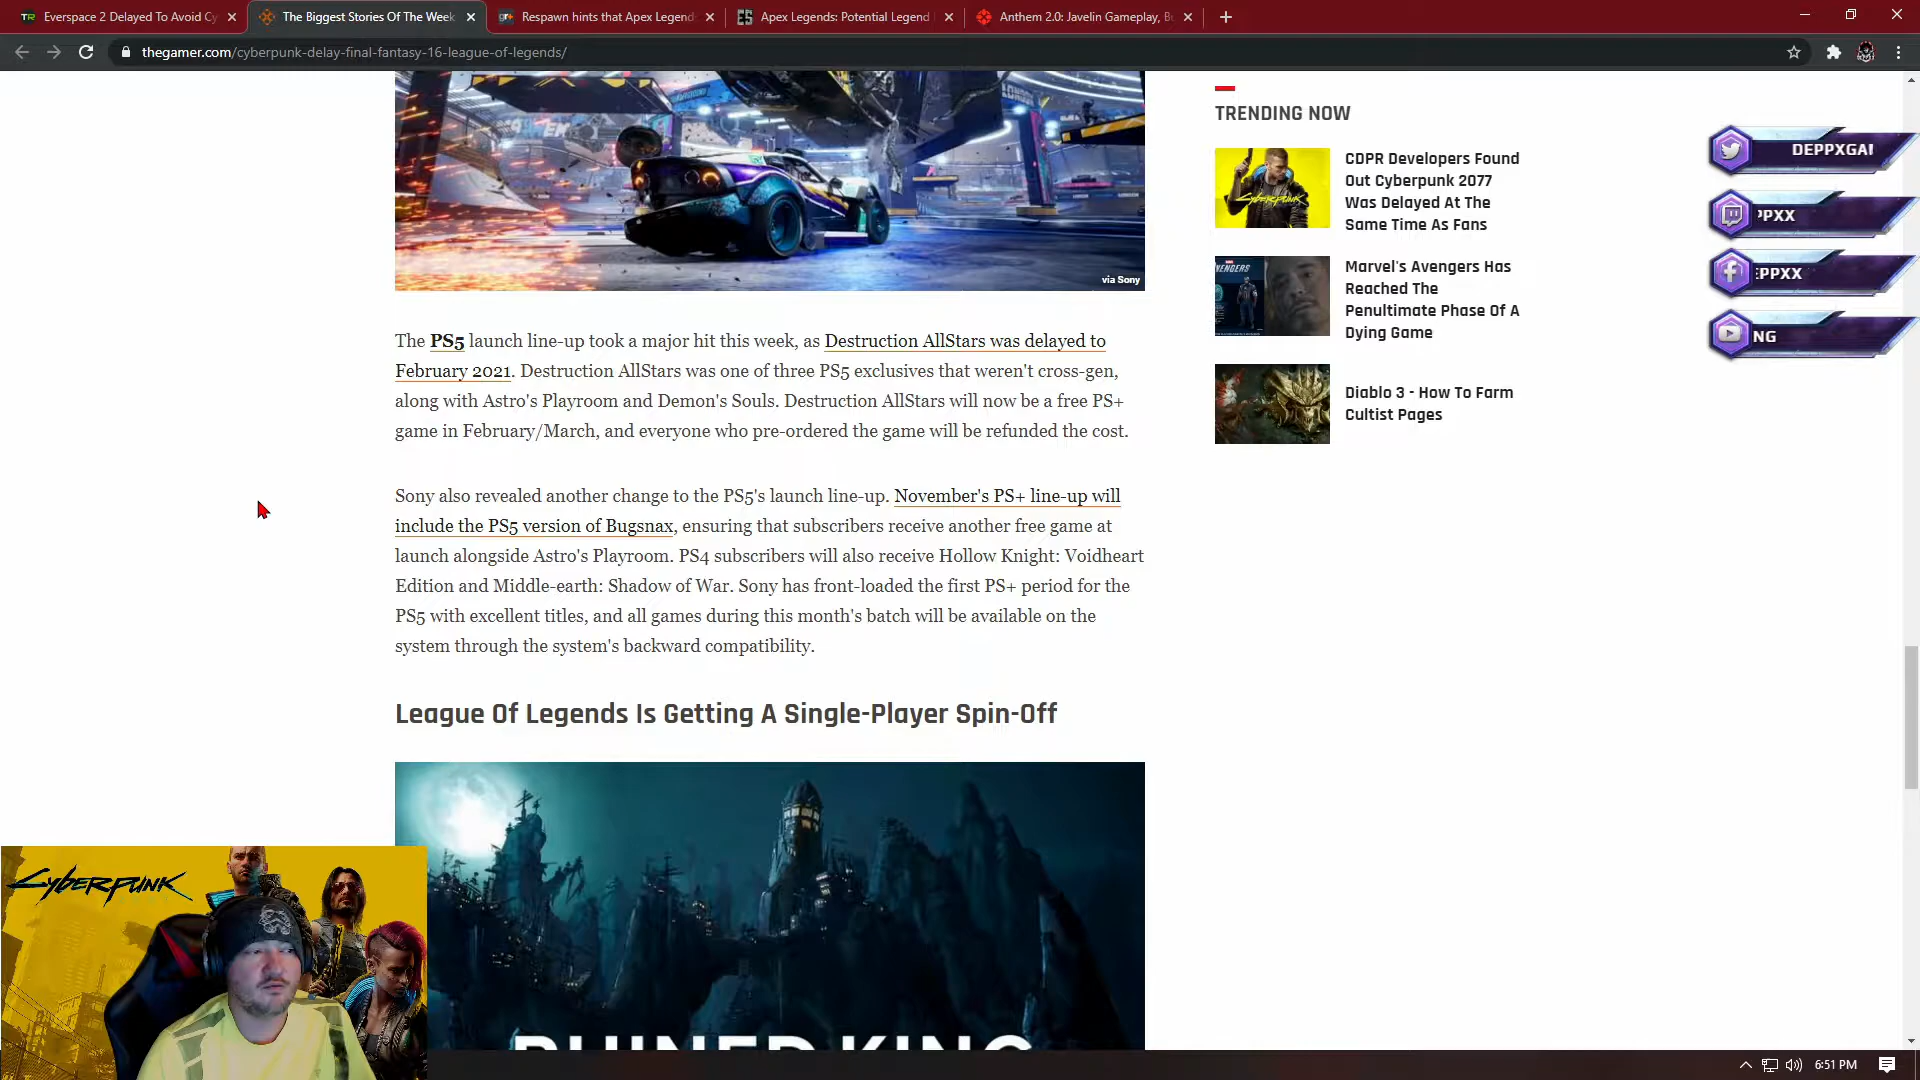 Everspace 2 Delayed To Avoid Cy
The Biggest Stories Of The Week
Respawn hints that Apex Legend
Apex Legends: Potential Legend
Anthem 2.0: Javelin Gameplay, B
thegamer.com/cyberpunk-delay-final-fantasy-16-league-of-legends/
LONDON
via Sony
The PS5 launch line-up took a major hit this week, as Destruction AllStars was delayed to
February 2021. Destruction AllStars was one of three PS5 exclusives that weren't cross-gen,
along with Astro's Playroom and Demon's Souls. Destruction AllStars will now be a free PS+
game in February/March, and everyone who pre-ordered the game will be refunded the cost.
Sony also revealed another change to the PS5's launch line-up. November's PS+ line-up will
include the PS5 version of Bugsnax, ensuring that subscribers receive another free game at
launch alongside Astro's Playroom. PS4 subscribers will also receive Hollow Knight: Voidheart
Edition and Middle-earth: Shadow of War. Sony has front-loaded the first PS+ period for the
PS5 with excellent titles, and all games during this month's batch will be available on the
system through the system's backward compatibility.
League Of Legends Is Getting A Single-Player Spin-Off
RUINED KING
TRENDING NOW
CDPR Developers Found
Out Cyberpunk 2077
Was Delayed At The
Same Time As Fans
Marvel's Avengers Has
Reached The
Penultimate Phase Of A
Dying Game
Diablo 3 - How To Farm
Cultist Pages
DEPPXGAI
PPXX
EPPXX
NG
CYBERPUNK
6:51 PM